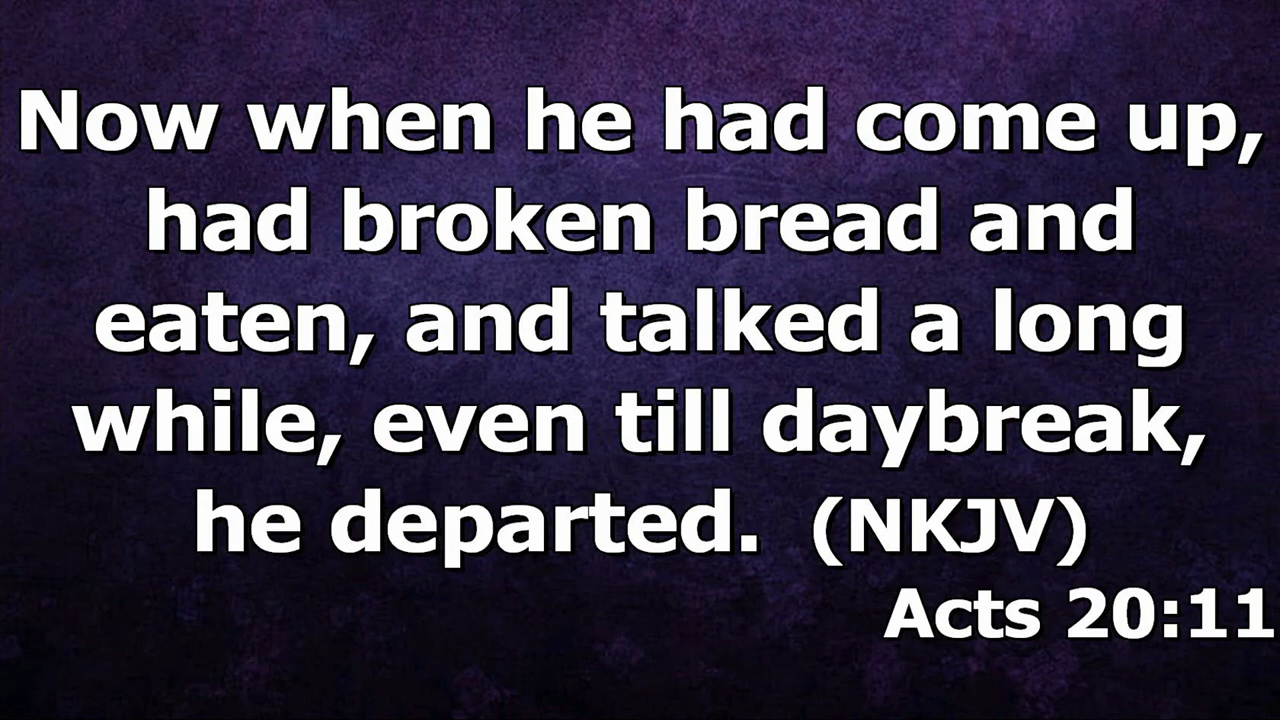 Now when he had come up,
had broken bread and
eaten, and talked a long
while, even till daybreak,
he departed.  (NKJV)
Acts 20:11